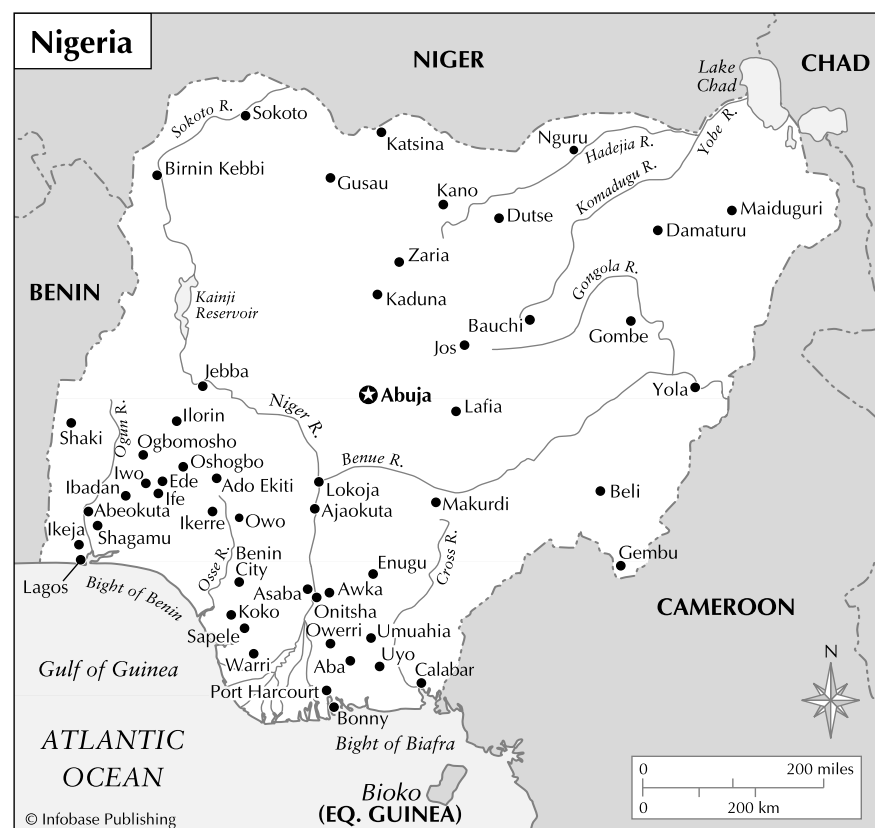 Nigeria
NIGER
CHAD
Lake
Chad
Sokoto R.
Sokoto
Katsina
Nguru
Hadejia R.
Yobe R.
Birnin Kebbi
Gusau
Kano
Komadugu R.
Dutse
Maiduguri
Damaturu
Zaria
Gongola R.
BENIN
Kainji
Reservoir
Kaduna
Bauchi
Gombe
Jos
Jebba
Abuja
Yola
Niger R.
Lafia
Ogun R.
Ilorin
Shaki
Ogbomosho
Oshogbo
Benue R.
Iwo
Ede
Ado Ekiti
Ibadan
Ife
Lokoja
Beli
Abeokuta
Ikerre
Owo
Ajaokuta
Makurdi
Ikeja
Shagamu
Osse R.
Benin
City
Enugu
Cross R.
Gembu
Lagos
Bight of Benin
Asaba
Awka
Onitsha
CAMEROON
Koko
Owerri
Umuahia
Sapele
Warri
Aba
Uyo
Calabar
Gulf of Guinea
Port Harcourt
Bonny
N
ATLANTIC
OCEAN
Bight of Biafra
Bioko
(EQ. GUINEA)
0 200 miles
0 200 km
© Infobase Publishing